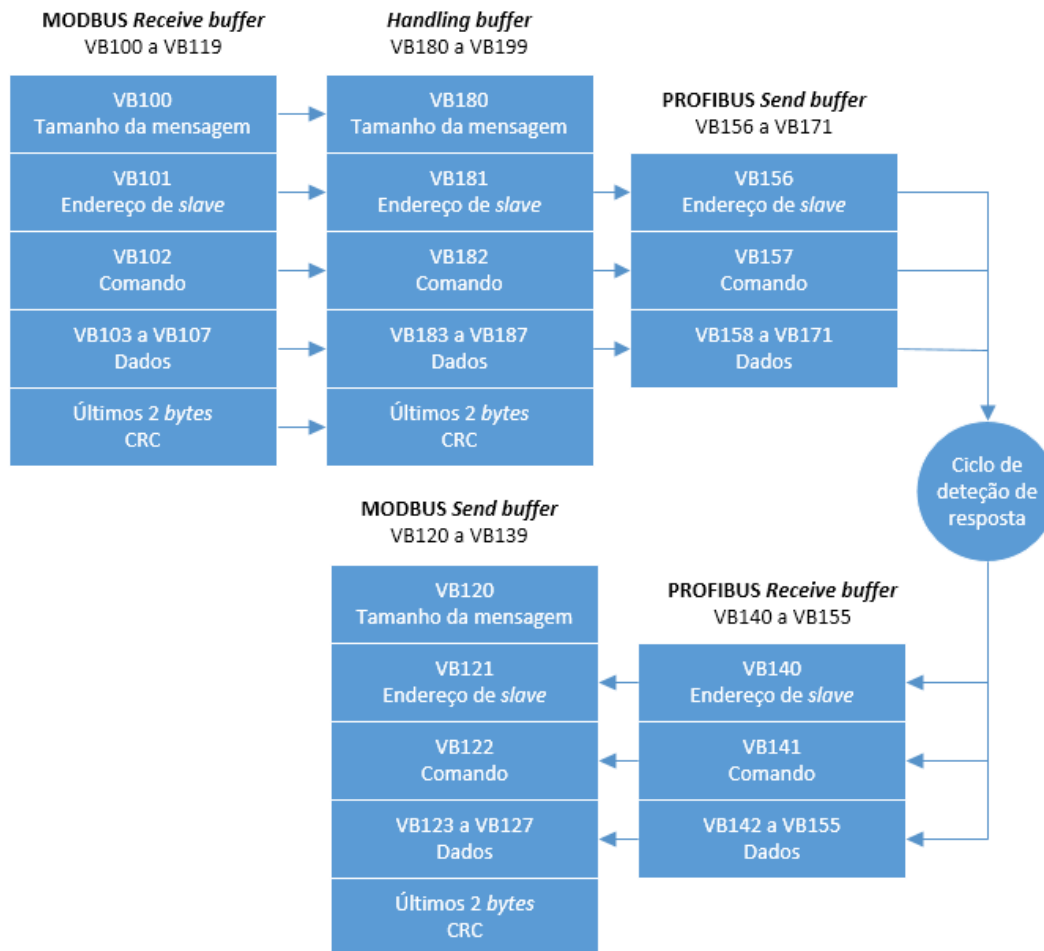 MODBUS Receive buffer
VB100 a VB119
VB100
Tamanho da mensagem
VB101
Endereço de slave
VB102
Comando
VB103 a VB107
Dados
Últimos 2 bytes
CRC
Handling buffer
VB180 a VB199
VB180
Tamanho da mensagem
VB181
Endereço de slave
VB182
Comando
VB183 a VB187
Dados
Últimos 2 bytes
CRC
PROFIBUS Send buffer
VB156 a VB171
VB156
Endereço de slave
VB157
Comando
VB158 a VB171
Dados
Ciclo de
deteção de
resposta
PROFIBUS Receive buffer
VB140 a VB155
VB140
Endereço de slave
VB141
Comando
VB142 a VB155
Dados
MODBUS Send buffer
VB120 a VB139
VB120
Tamanho da mensagem
VB121
Endereço de slave
VB122
Comando
VB123 a VB127
Dados
Últimos 2 bytes
CRC